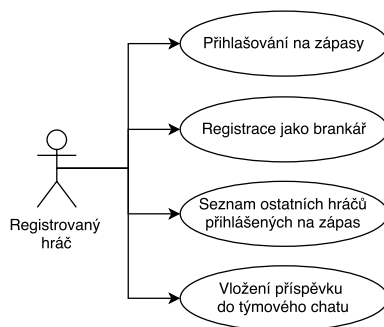 Přihlašování na zápasy
Registrace jako brankář
Registrovaný
hráč
Seznam ostatních hráčů
přihlášených na zápas
Vložení příspěvku
do týmového chatu